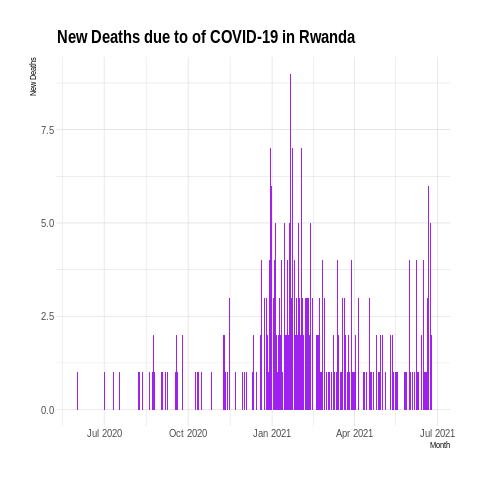 New Deaths due to of COVID-19 in Rwanda
New Deaths
7.5
5.0
2.5
0.0
Jul 2020 Oct 2020 Jan 2021 Apr 2021 Jul 2021
Month